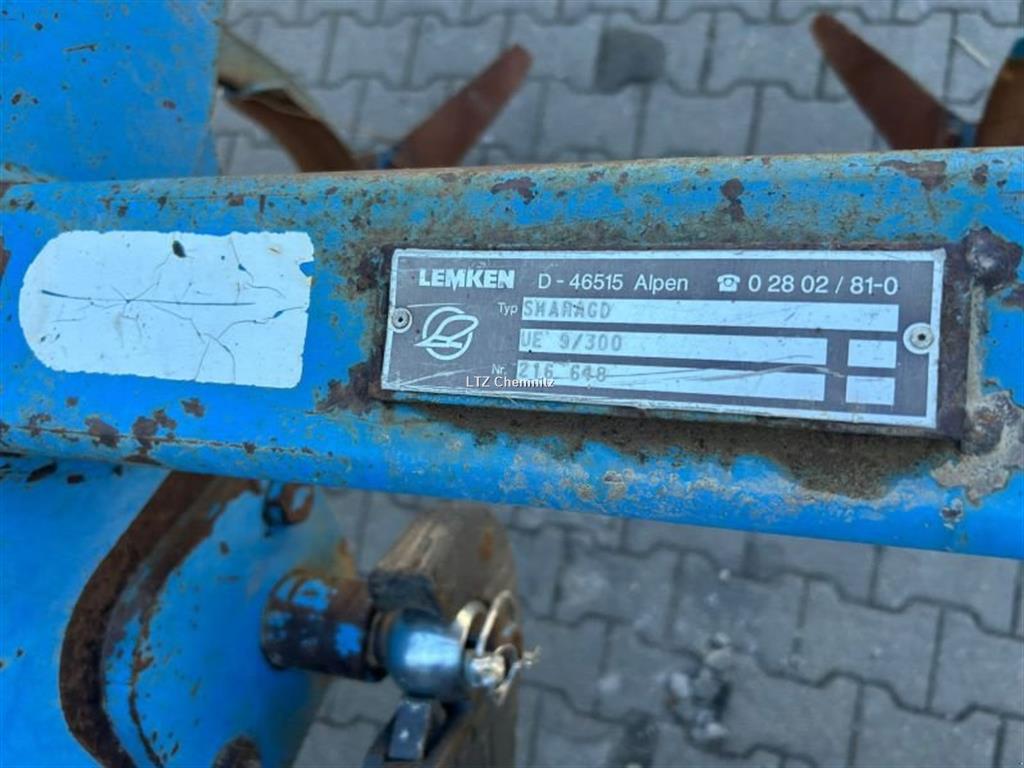 LEMKEN D - 46515 Alpen ☎ 0 28 02 / 81-0
Typ SMARAGD
UE 9/300
Nr. 216 648
LTZ Chemnitz